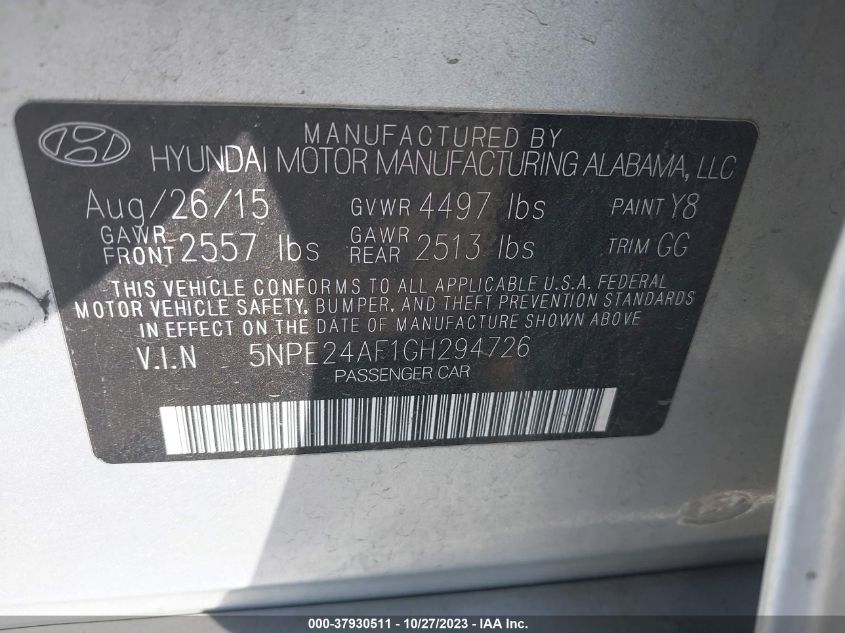 MANUFACTURED BY
HYUNDAI MOTOR MANUFACTURING ALABAMA, LLC
Aug/26/15 GVWR 4497 lbs PAINT Y8
GAWR FRONT 2557 lbs GAWR REAR 2513 lbs TRIM GG
THIS VEHICLE CONFORMS TO ALL APPLICABLE U.S.A. FEDERAL
MOTOR VEHICLE SAFETY, BUMPER, AND THEFT PREVENTION STANDARDS
IN EFFECT ON THE DATE OF MANUFACTURE SHOWN ABOVE
V.I.N 5NPE24AF1GH294726
PASSENGER CAR
000-37930511 - 10/27/2023 - IAA Inc.